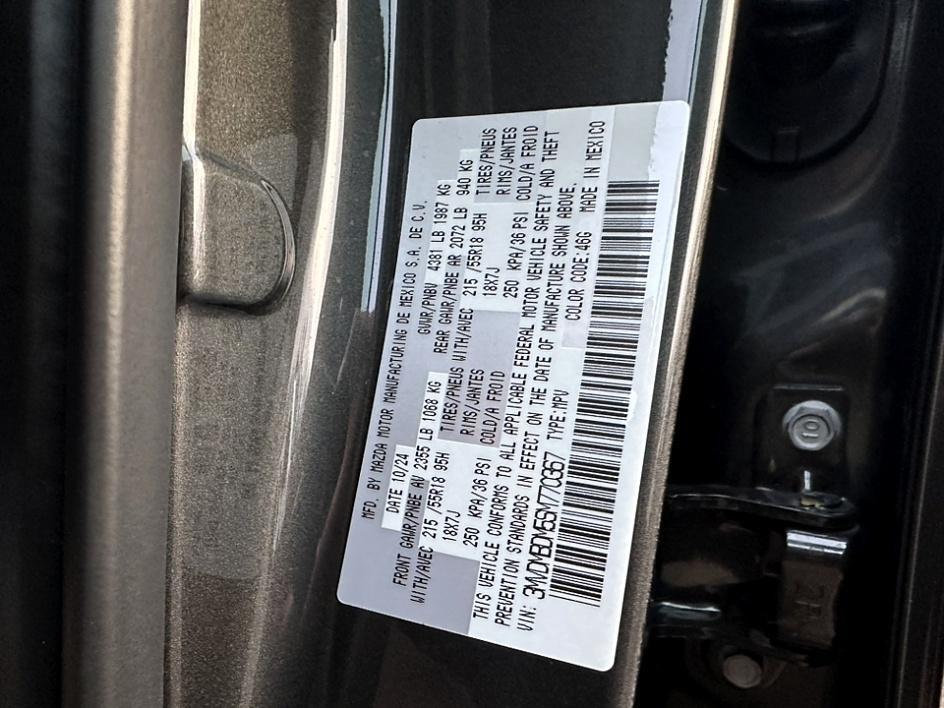 MFD. BY MAZDA MOTOR MANUFACTURING DE MEXICO S.A. DE C.V.
DATE 10/24 GVWR/PNBV 4381 LB 1987 KG
FRONT GAWR/PNBE AV 2355 LB 1068 KG REAR GAWR/PNBE AR 2072 LB 940 KG
WITH/AVEC 215 /55R18 95H TIRES/PNEUS WITH/AVEC 215 /55R18 95H TIRES/PNEUS
18X7J RIMS/JANTES 18X7J RIMS/JANTES
250 KPA/36 PSI COLD/A FROID 250 KPA/36 PSI COLD/A FROID
THIS VEHICLE CONFORMS TO ALL APPLICABLE FEDERAL MOTOR VEHICLE SAFETY AND THEFT
PREVENTION STANDARDS IN EFFECT ON THE DATE OF MANUFACTURE SHOWN ABOVE.
VIN: 3MVDMBDM5SM770367 TYPE:MPV COLOR CODE:46G MADE IN MEXICO